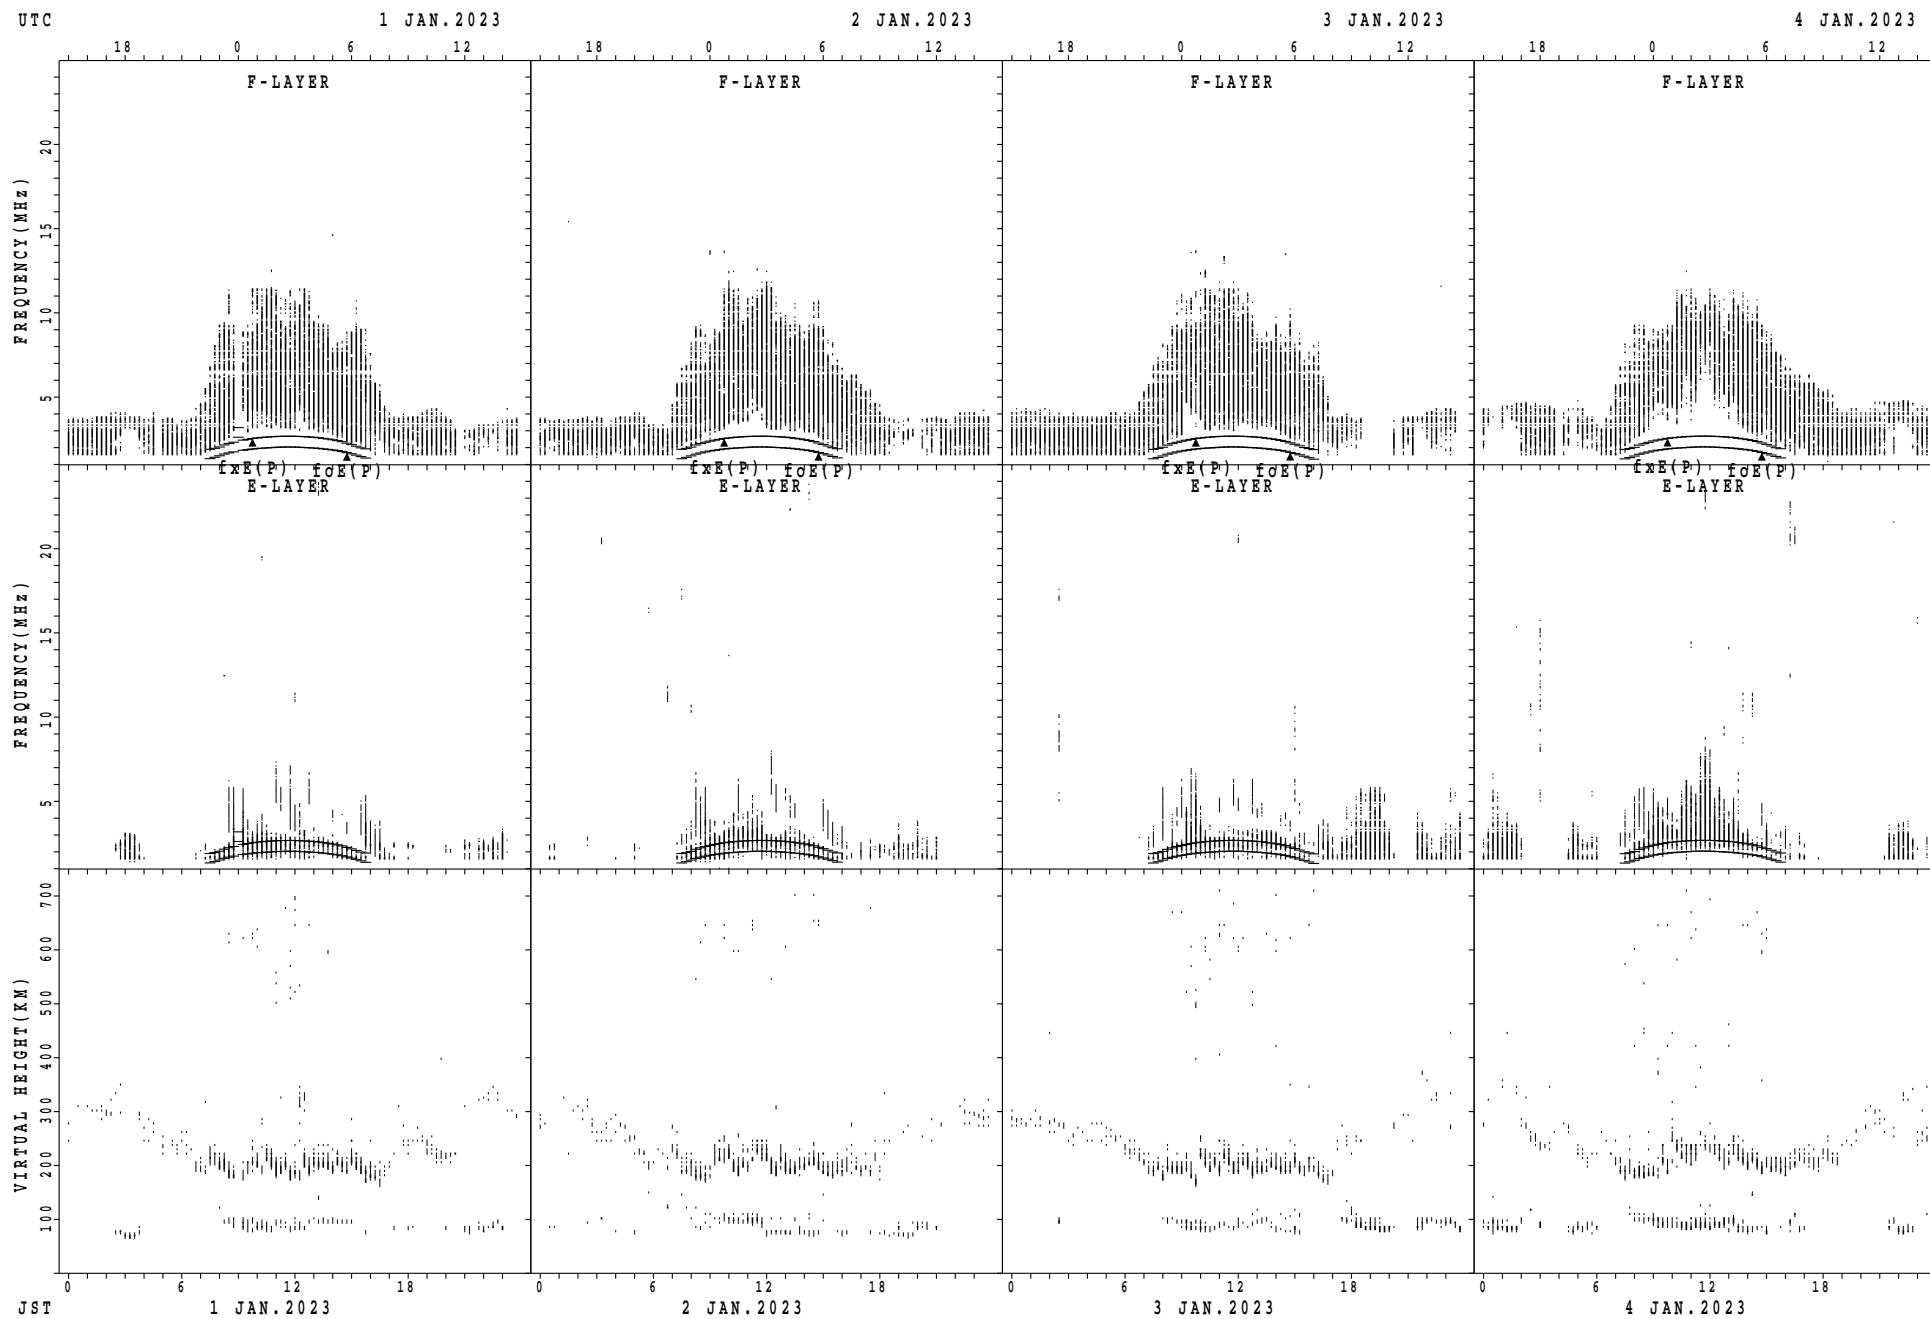 UTC 1 JAN.2023 2 JAN.2023 3 JAN.2023 4 JAN.2023
18 0 6 12 18 0 6 12 18 0 6 12 18 0 6 12
F-LAYER F-LAYER F-LAYER F-LAYER
FREQUENCY(MHz)
20
15
10
5
fxE(P) foE(P) fxE(P) foE(P) fxE(P) foE(P) fxE(P) foE(P)
E-LAYER E-LAYER E-LAYER E-LAYER
FREQUENCY(MHz)
20
15
10
5
VIRTUAL HEIGHT(KM)
700
600
500
400
300
200
100
0 6 12 18 0 6 12 18 0 6 12 18 0 6 12 18
JST 1 JAN.2023 2 JAN.2023 3 JAN.2023 4 JAN.2023